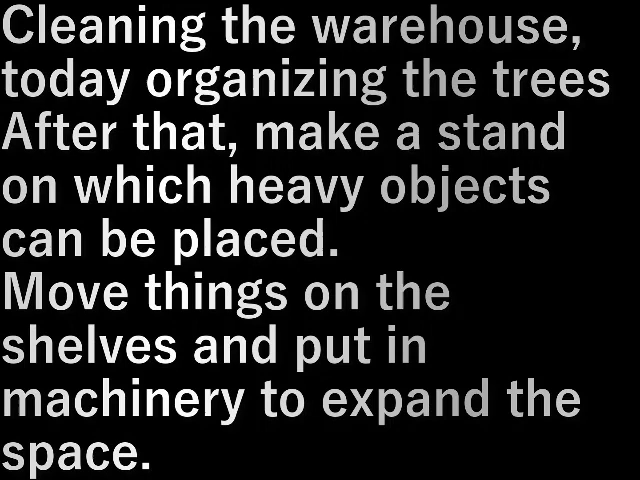 Cleaning the warehouse,
today organizing the trees
After that, make a stand
on which heavy objects
can be placed.
Move things on the
shelves and put in
machinery to expand the
space.